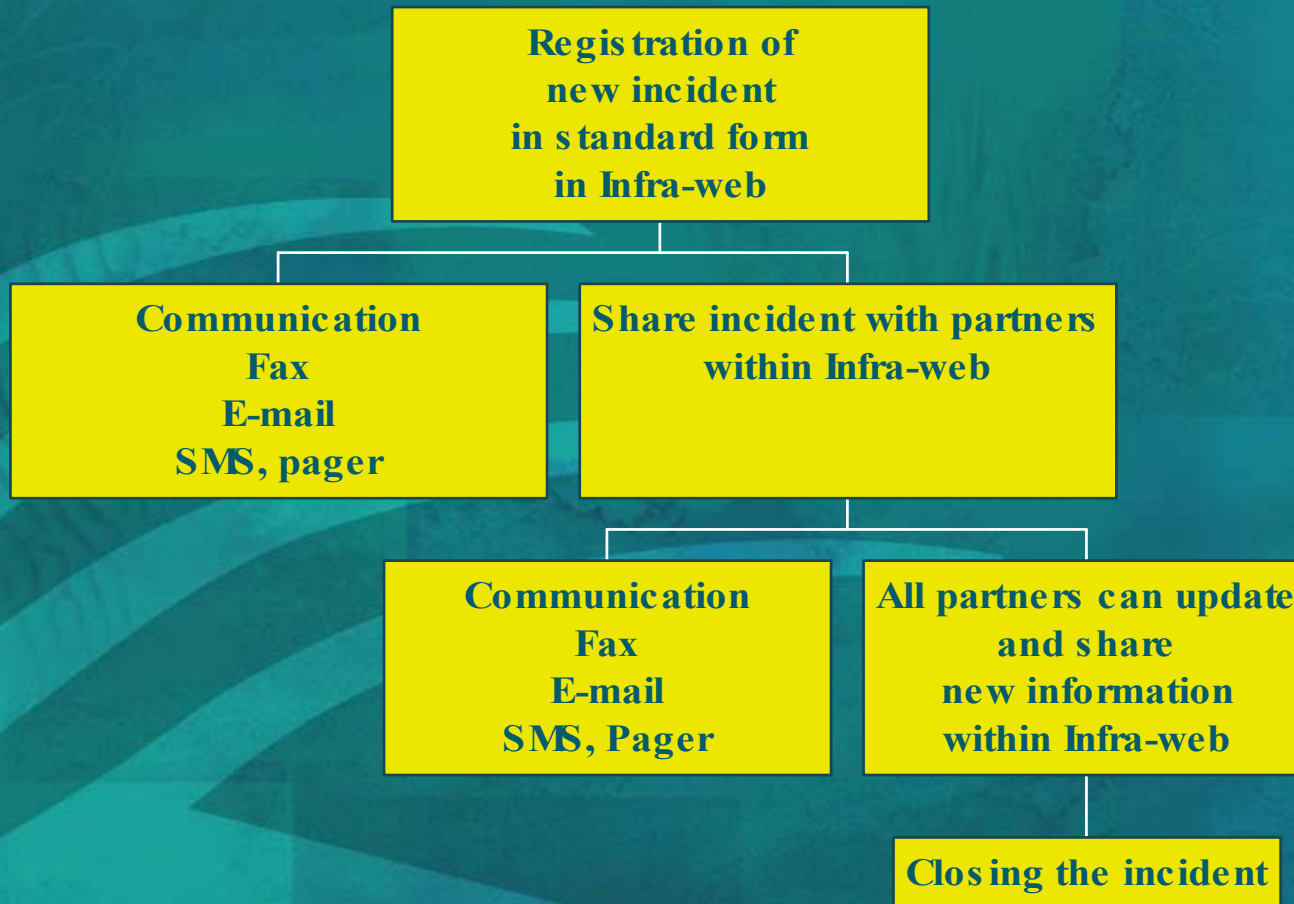 Registration of
new incident
in standard form
in Infra-web
Communication
Fax
E-mail
SMS, pager
Share incident with partners
within Infra-web
Communication
Fax
E-mail
SMS, Pager
All partners can update
and share
new information
within Infra-web
Closing the incident